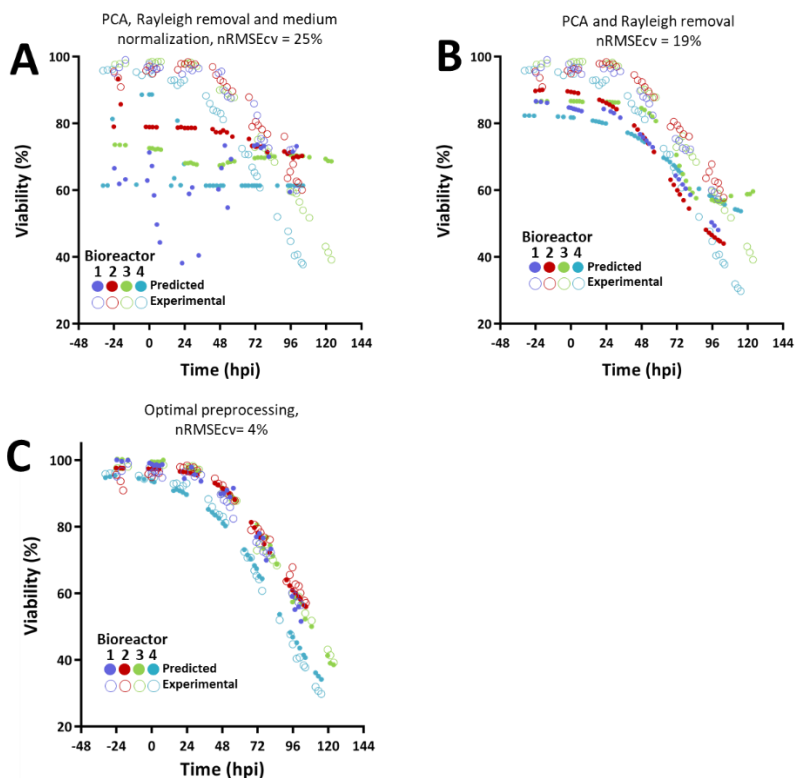 A
PCA, Rayleigh removal and medium
normalization, nRMSEcv = 25%
Viability (%)
100
80
60
40
20
Bioreactor
1 2 3 4
Predicted
Experimental
-48 -24 0 24 48 72 96 120 144
Time (hpi)
B
PCA and Rayleigh removal
nRMSEcv = 19%
Viability (%)
100
80
60
40
20
Bioreactor
1 2 3 4
Predicted
Experimental
-48 -24 0 24 48 72 96 120 144
Time (hpi)
C
Optimal preprocessing,
nRMSEcv= 4%
Viability (%)
100
80
60
40
20
Bioreactor
1 2 3 4
Predicted
Experimental
-48 -24 0 24 48 72 96 120 144
Time (hpi)